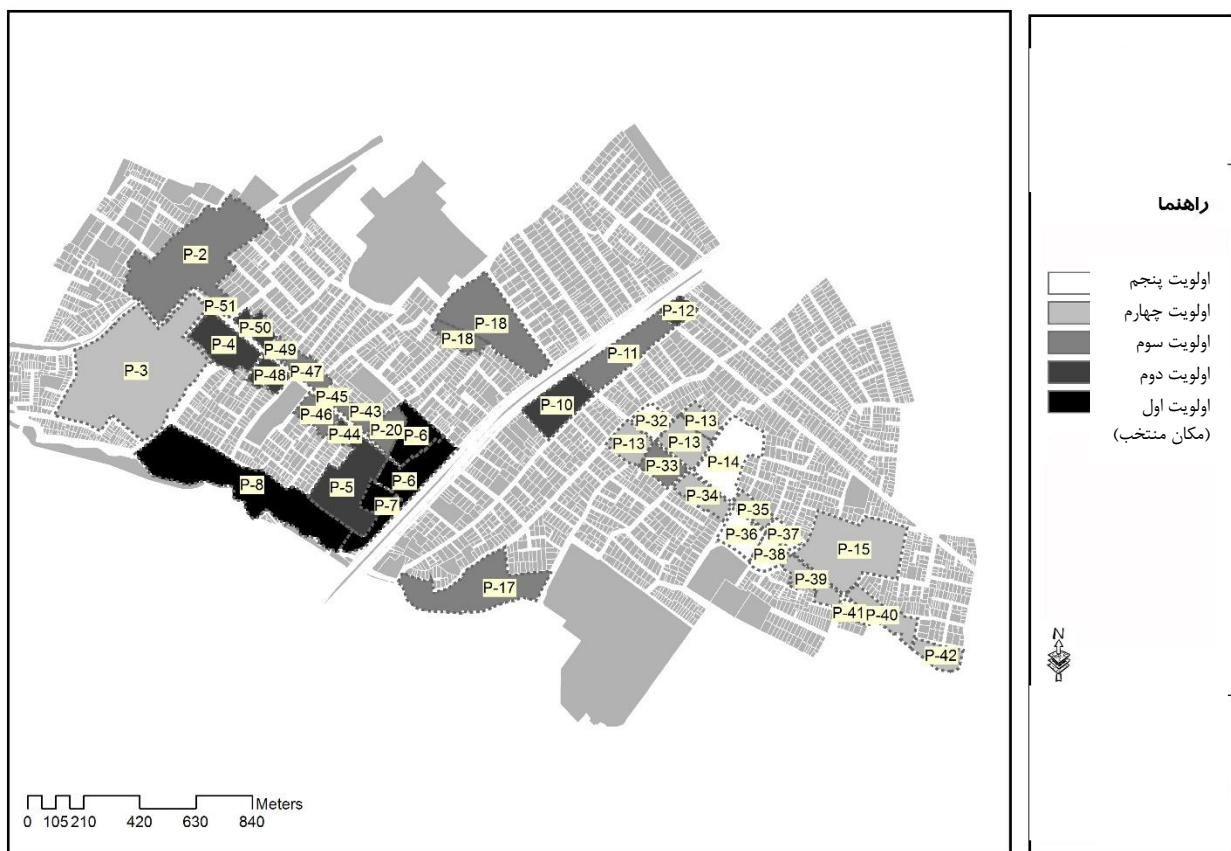 P-2
P-51
P-50
P-4
P-49
P-3
P-48
P-47
P-45
P-46
P-43
P-44
P-20
P-6
P-6
P-5
P-7
P-8
P-18
P-18
P-12
P-11
P-10
P-32
P-13
P-13
P-13
P-33
P-14
P-34
P-35
P-36
P-37
P-38
P-15
P-39
P-41
P-40
P-42
P-17
Meters
0 105 210 420 630 840
راهنما
اولویت پنجم
اولویت چهارم
اولویت سوم
اولویت دوم
اولویت اول
(مکان منتخب)
N